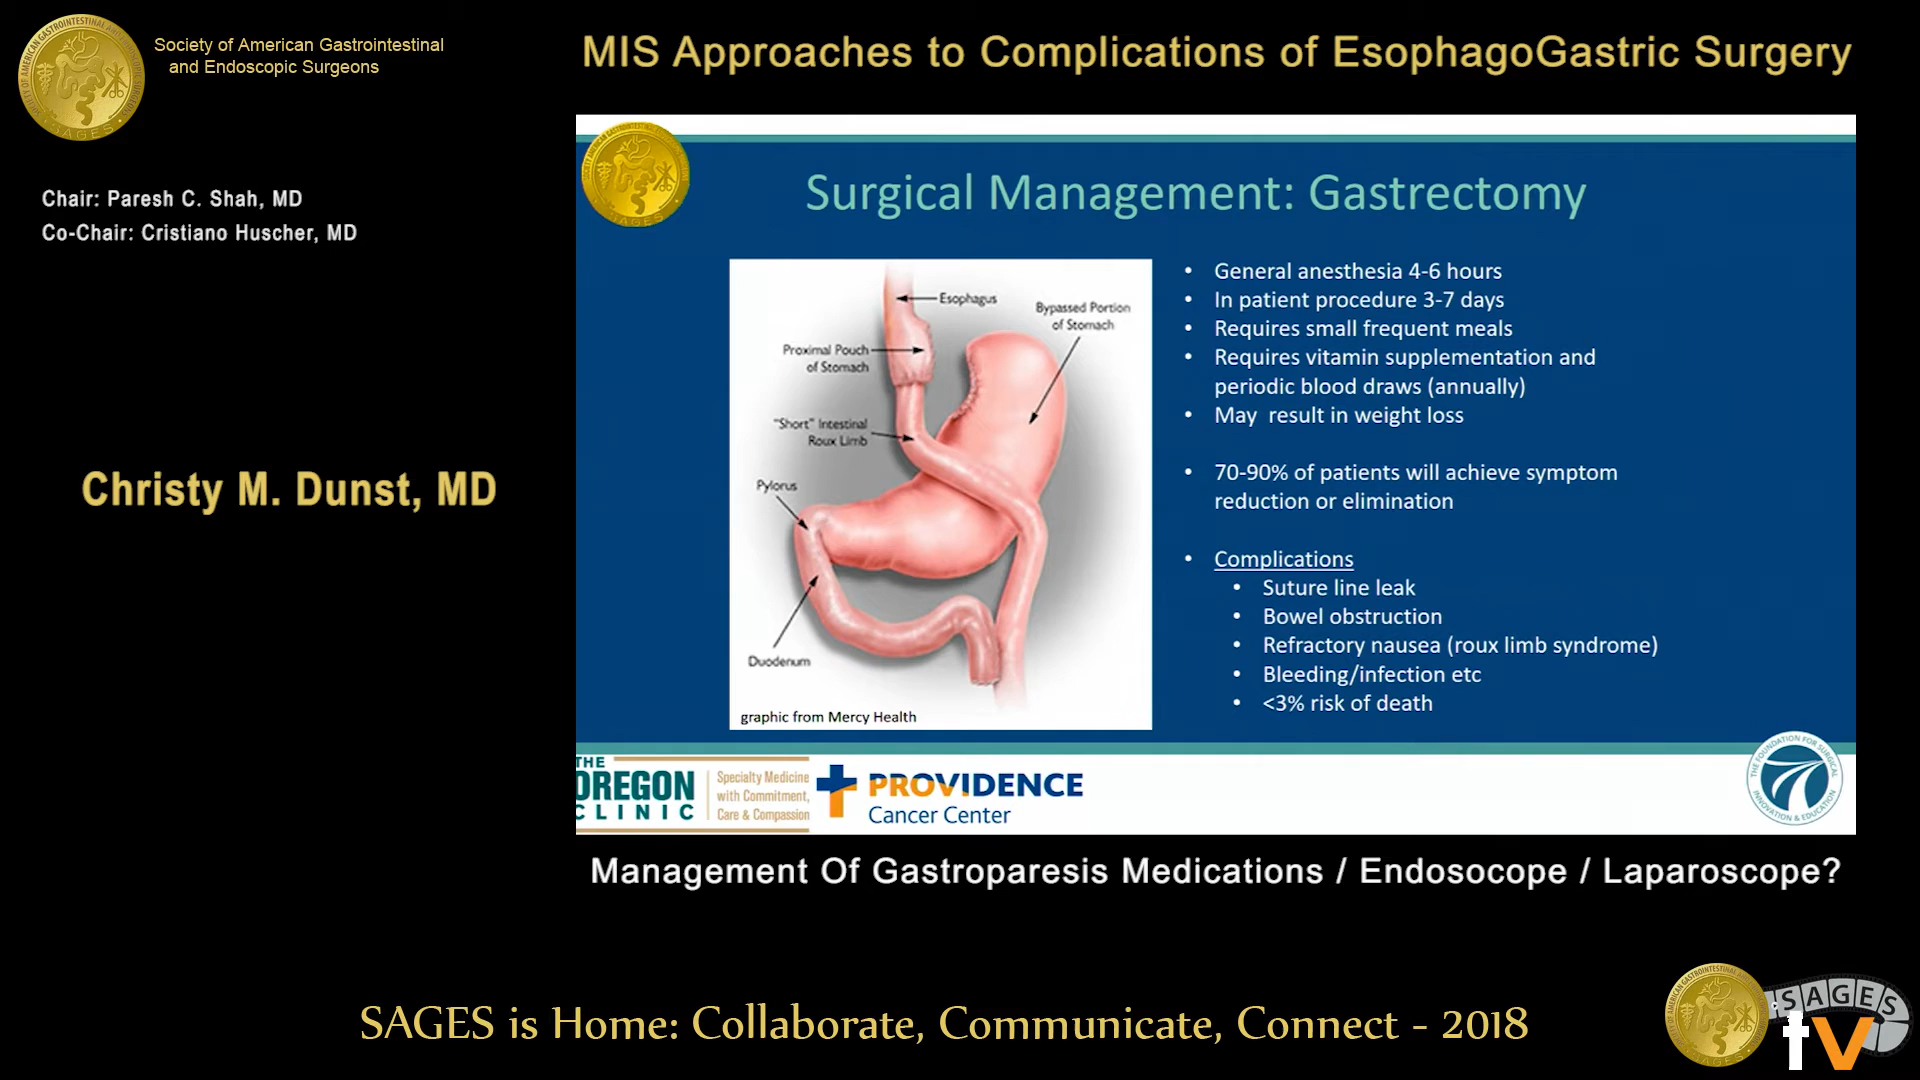 Society of American Gastrointestinal
and Endoscopic Surgeons
MIS Approaches to Complications of EsophagoGastric Surgery
Chair: Paresh C. Shah, MD
Co-Chair: Cristiano Huscher, MD
Christy M. Dunst, MD
Surgical Management: Gastrectomy
Esophagus
Bypassed Portion
of Stomach
Proximal Pouch
of Stomach
"Short" Intestinal
Roux Limb
Pylorus
Duodenum
graphic from Mercy Health
• General anesthesia 4-6 hours
• In patient procedure 3-7 days
• Requires small frequent meals
• Requires vitamin supplementation and
periodic blood draws (annually)
• May result in weight loss
• 70-90% of patients will achieve symptom
reduction or elimination
• Complications
• Suture line leak
• Bowel obstruction
• Refractory nausea (roux limb syndrome)
• Bleeding/infection etc
• <3% risk of death
THE
OREGON
CLINIC
Specialty Medicine
with Commitment,
Care & Compassion
PROVIDENCE
Cancer Center
THE FOUNDATION FOR SURGICAL
INNOVATION & EDUCATION
Management Of Gastroparesis Medications / Endosocope / Laparoscope?
SAGES is Home: Collaborate, Communicate, Connect - 2018
SAGES
tv